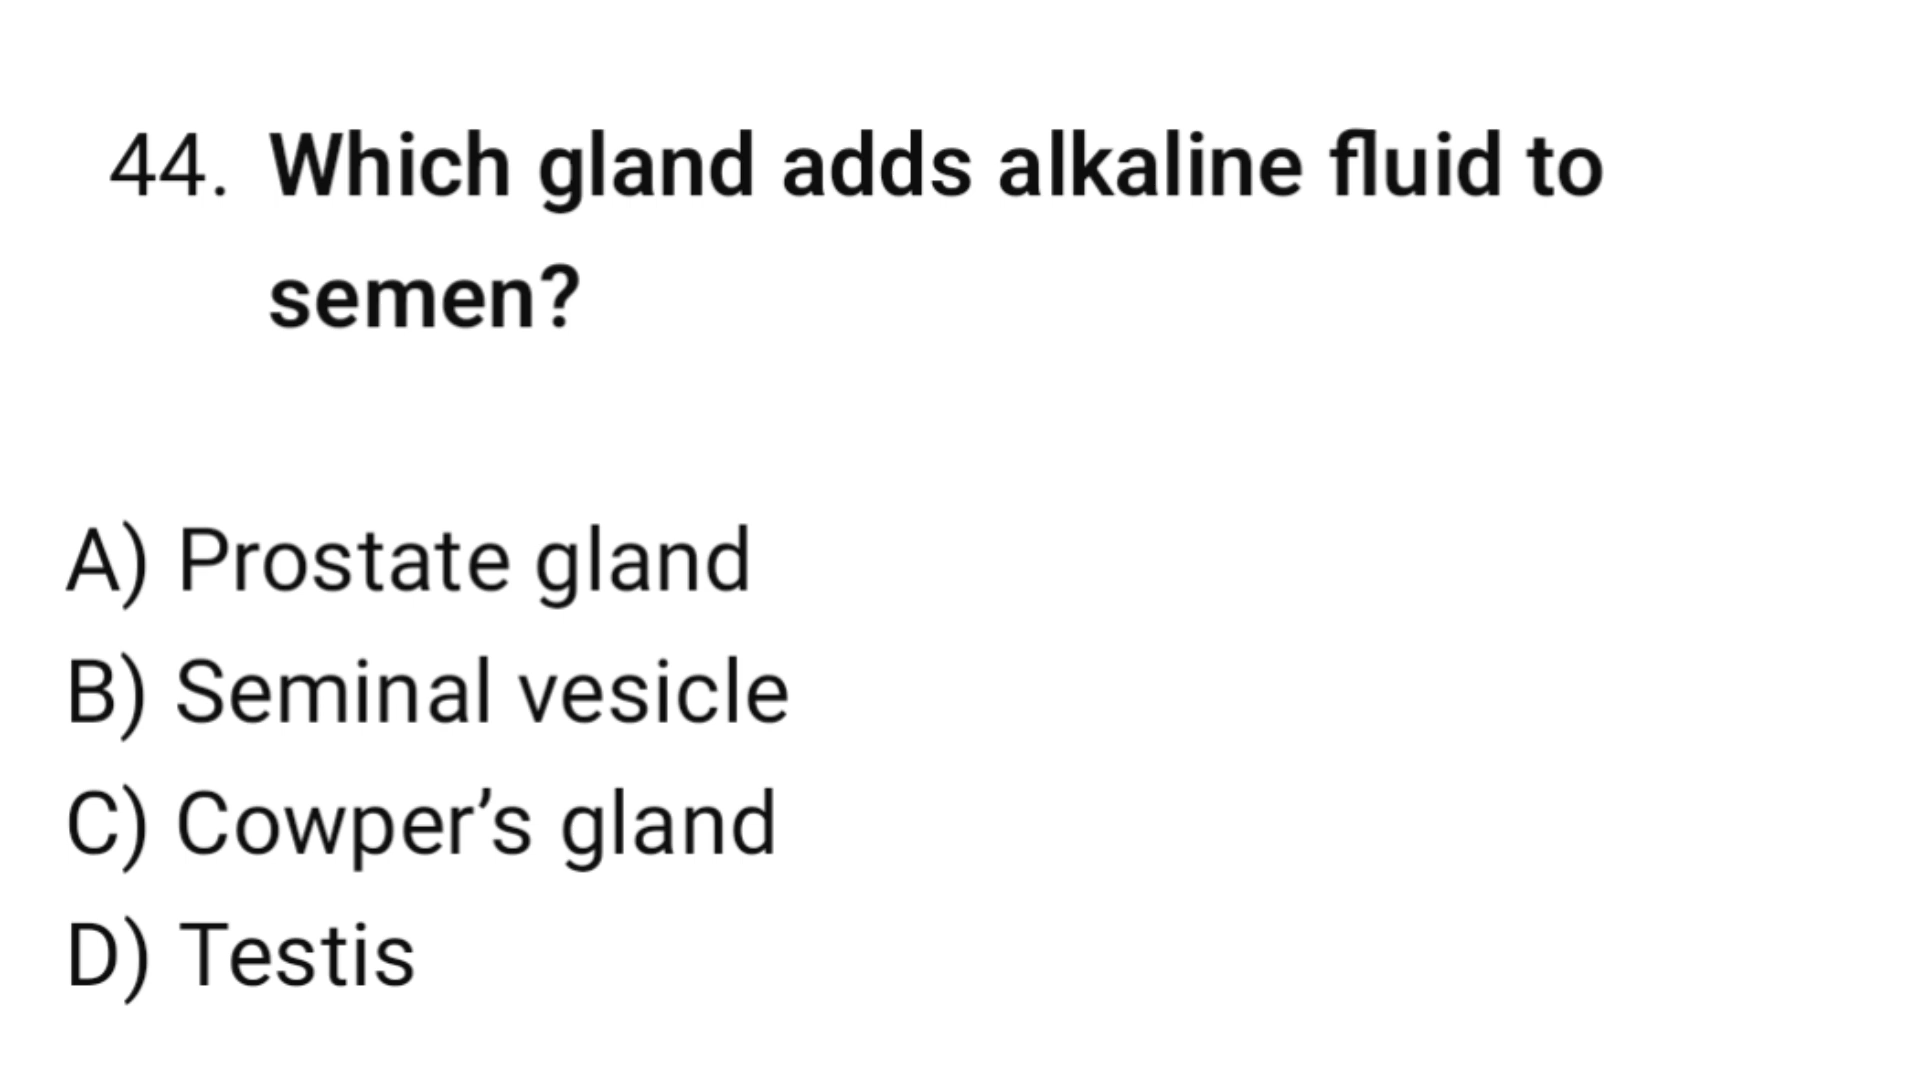 44. Which gland adds alkaline fluid to
semen?
A) Prostate gland
B) Seminal vesicle
C) Cowper’s gland
D) Testis